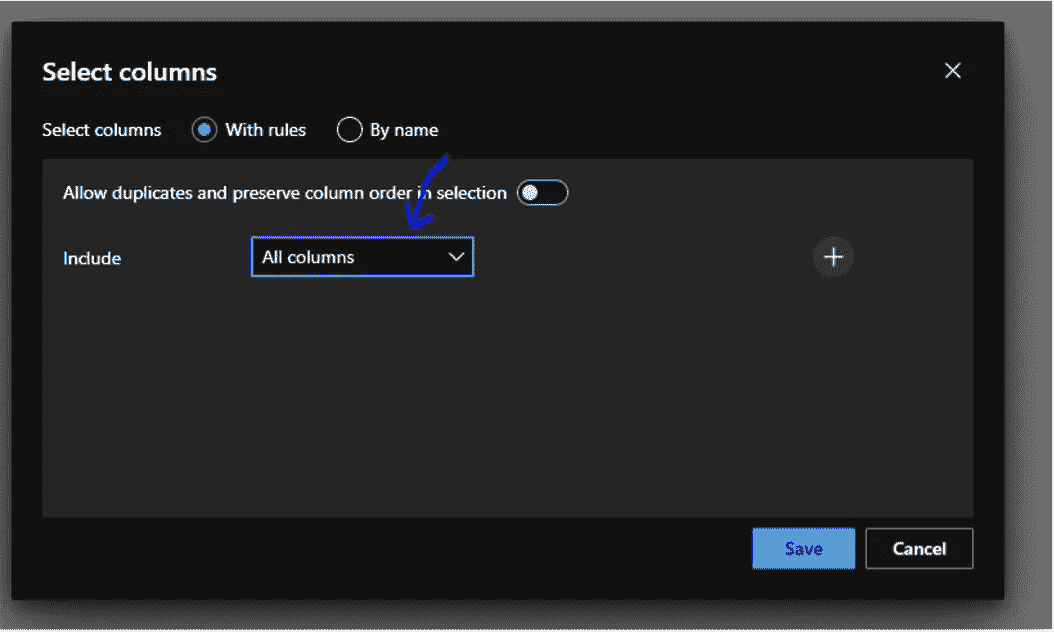 Select columns
Select columns With rules By name
Allow duplicates and preserve column order in selection
Include All columns
Save Cancel